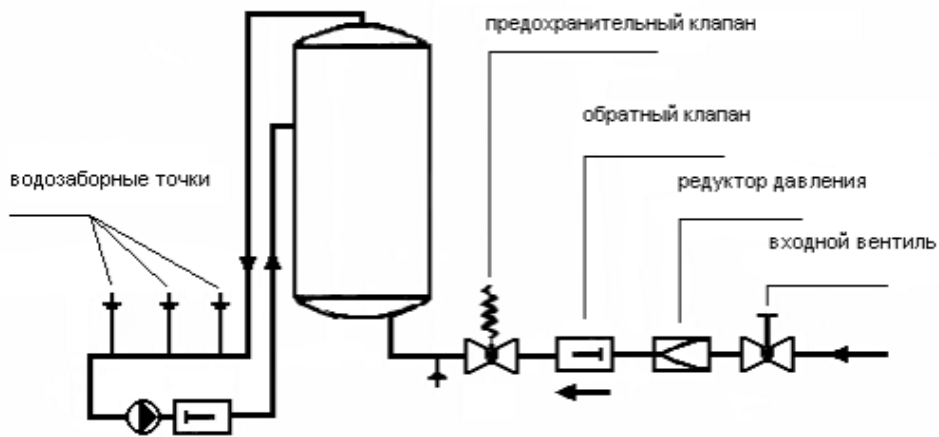 предохранительный клапан
обратный клапан
водозаборные точки
редуктор давления
входной вентиль